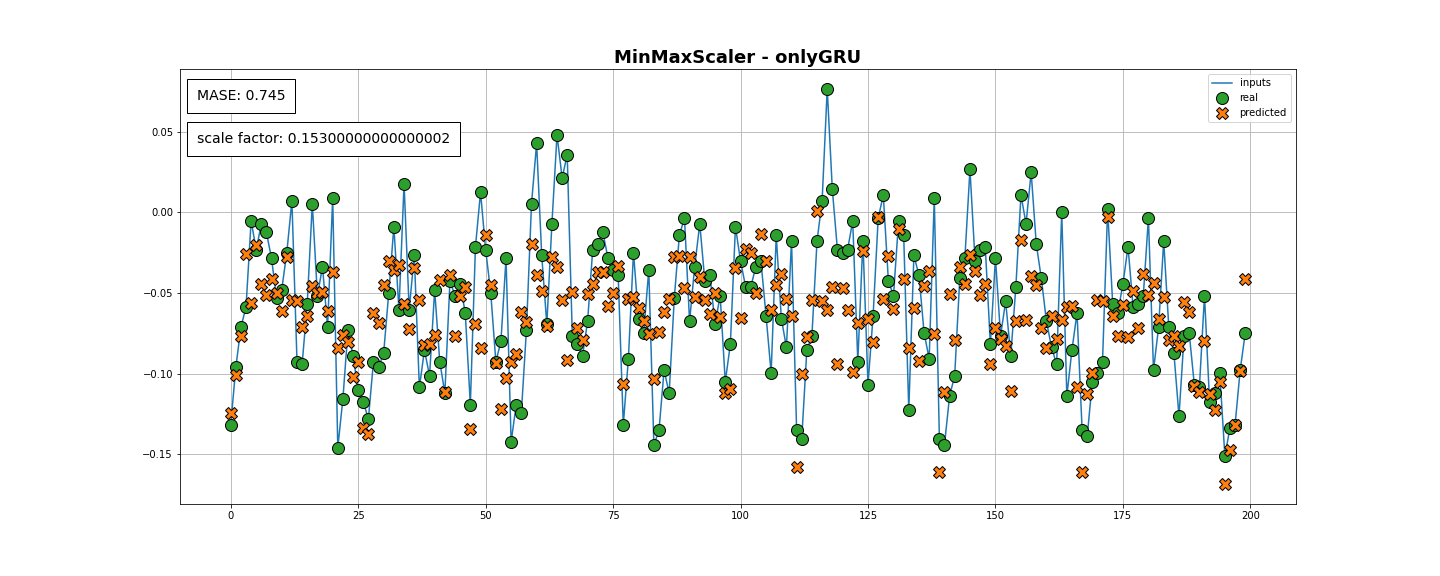 MinMaxScaler - onlyGRU
MASE: 0.745
scale factor: 0.15300000000000002
inputs
real
predicted
0.05
0.00
−0.05
−0.10
−0.15
0 25 50 75 100 125 150 175 200